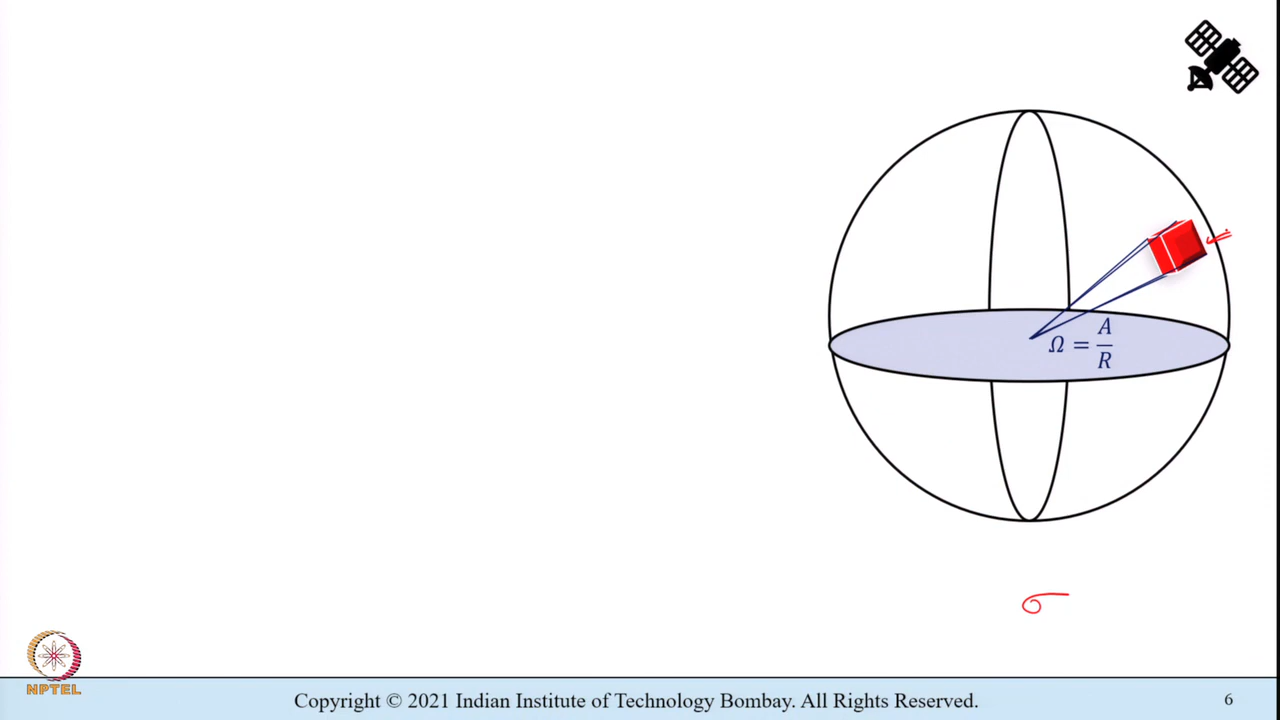 Ω = A/R
σ
NPTEL
Copyright © 2021 Indian Institute of Technology Bombay. All Rights Reserved.
6